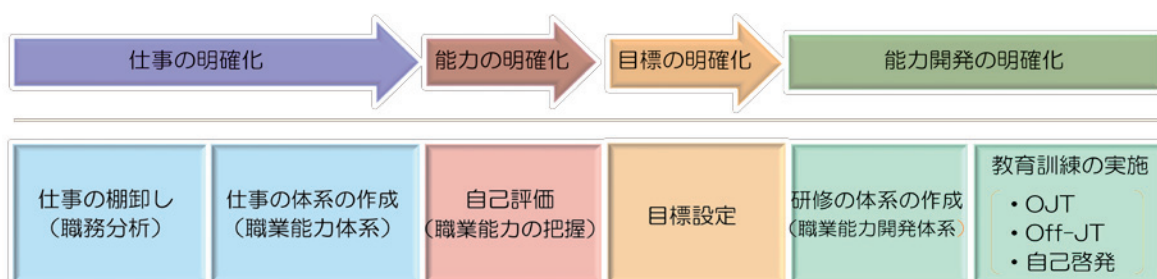 仕事の明確化
能力の明確化
目標の明確化
能力開発の明確化
仕事の棚卸し
（職務分析）
仕事の体系の作成
（職業能力体系）
自己評価
（職業能力の把握）
目標設定
研修の体系の作成
（職業能力開発体系）
教育訓練の実施
・OJT
・Off-JT
・自己啓発